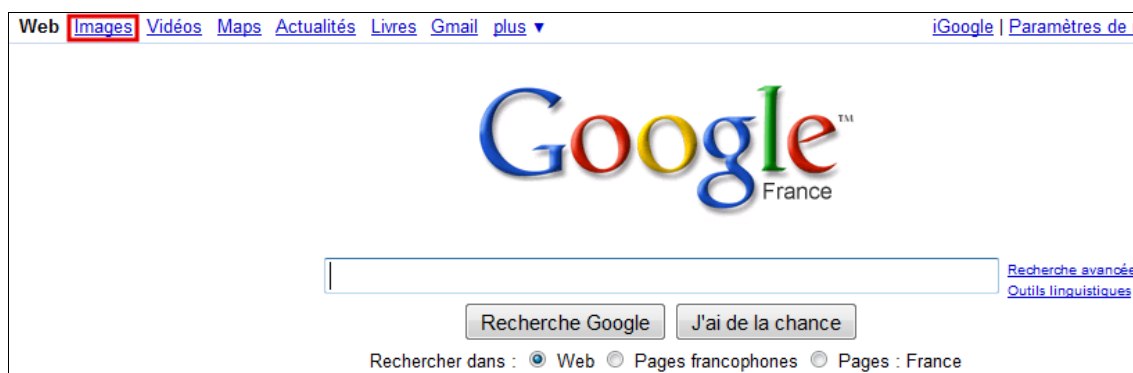 Web Images Vidéos Maps Actualités Livres Gmail plus ▼ iGoogle | Paramètres de
Google™
France
Recherche avancée
Outils linguistiques
Recherche Google J'ai de la chance
Rechercher dans : Web Pages francophones Pages : France